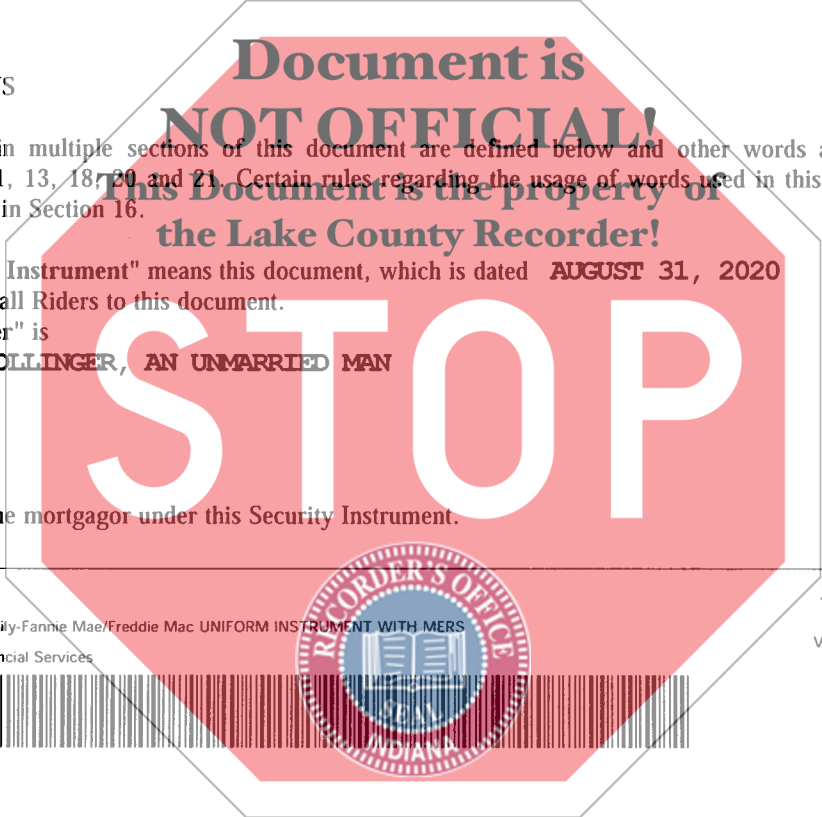 Document is
NOT OFFICIAL!
This Document is the property of
the Lake County Recorder!
STOP
in multiple sections of this document are defined below and other words
13, 18, 20 and 21. Certain rules regarding the usage of words used in this
in Section 16.
Instrument" means this document, which is dated AUGUST 31, 2020
all Riders to this document.
er" is
OLLINGER, AN UNMARRIED MAN
e mortgagor under this Security Instrument.
ily-Fannie Mae/Freddie Mac UNIFORM INSTRUMENT WITH MERS
ncial Services
RECORDER'S OFFICE
SEAL
INDIANA